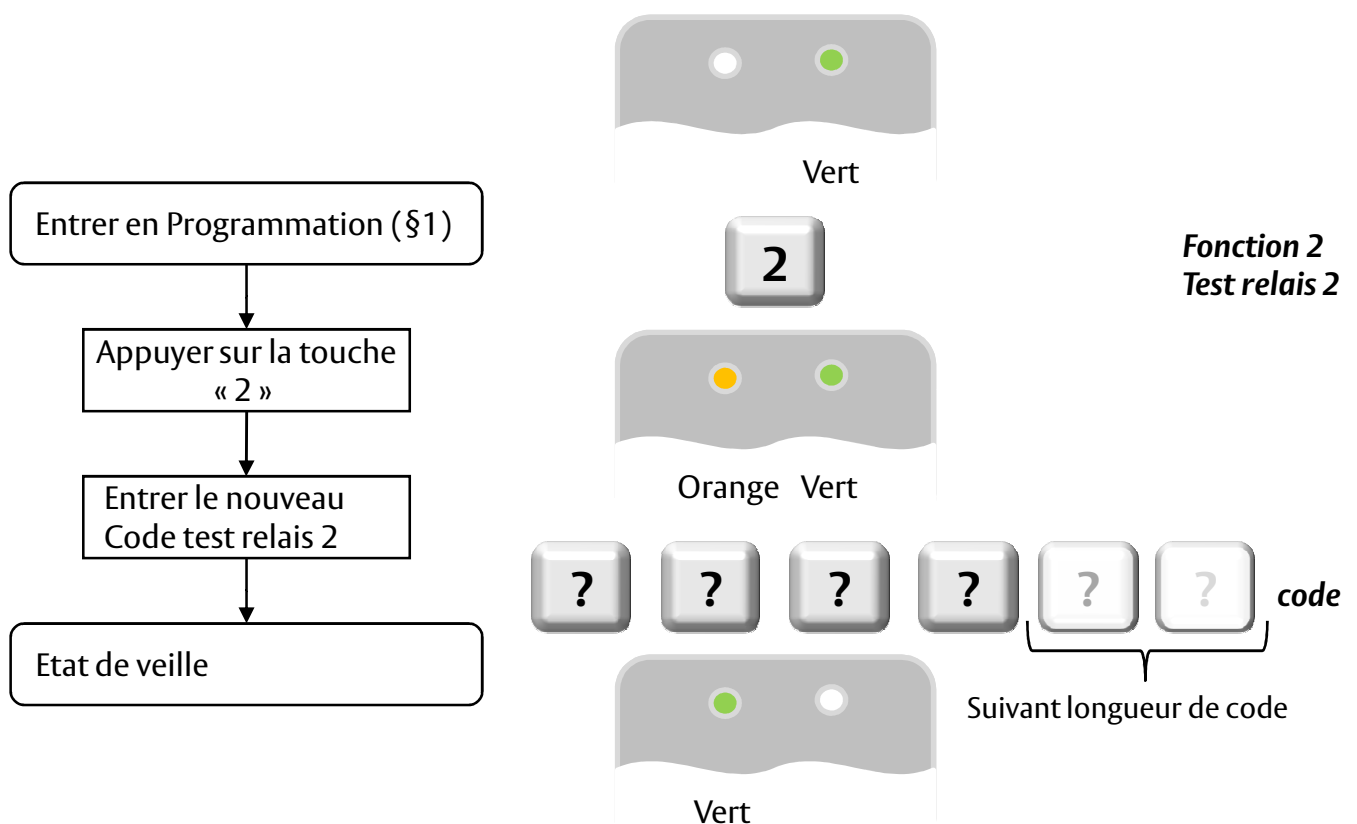 Vert
Entrer en Programmation (§1)
2
Fonction 2
Test relais 2
Appuyer sur la touche
« 2 »
Orange Vert
Entrer le nouveau
Code test relais 2
? ? ? ? ? ? code
Etat de veille
Suivant longueur de code
Vert